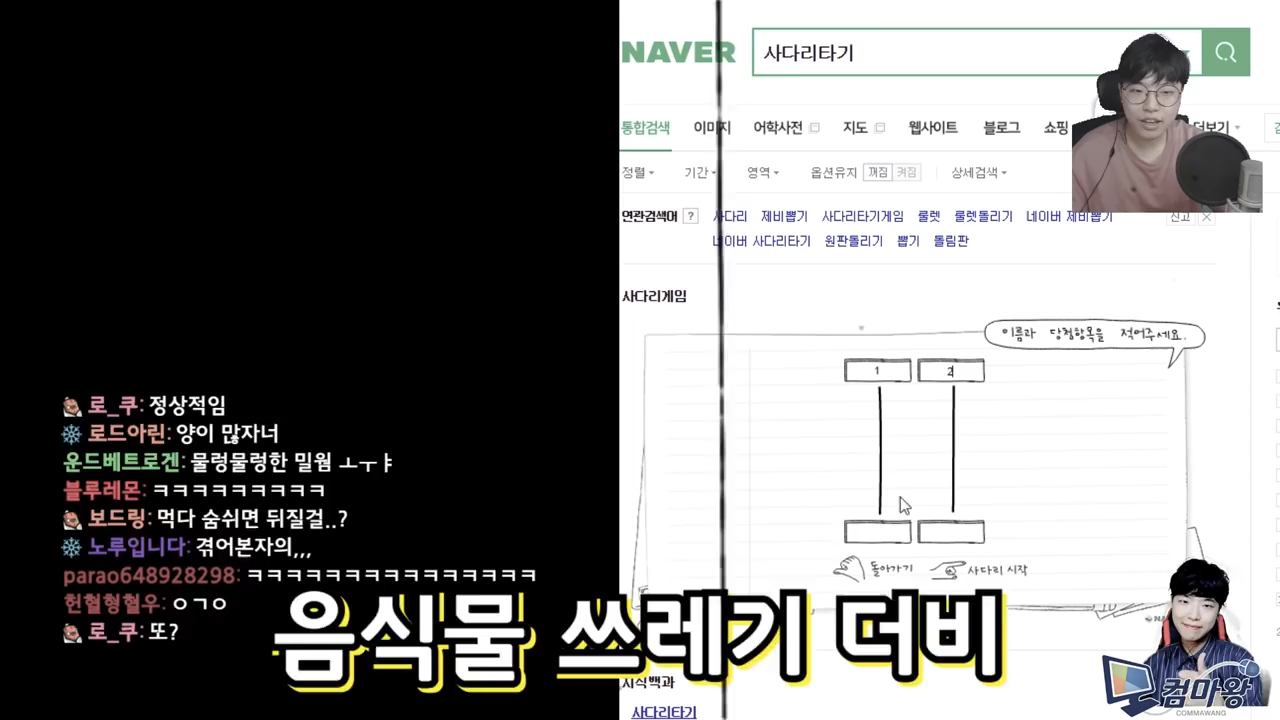 NAVER
사다리타기
통합검색 이미지 어학사전 지도 웹사이트 블로그 쇼핑 더보기
정렬 기간 영역 옵션유지 꺼짐 켜짐 상세검색
연관검색어 ? 사다리 제비뽑기 사다리타기게임 룰렛 룰렛돌리기 네이버 제비뽑기 신고
네이버 사다리타기 원판돌리기 뽑기 돌림판
사다리게임
이름과 당첨항목을 적어주세요.
1 2
돌아가기 사다리 시작
로_쿠: 정상적임
로드아린: 양이 많자너
운드베트로겐: 물렁물렁한 밀웜 ㅗㅜㅑ
블루레몬: ㅋㅋㅋㅋㅋㅋㅋㅋㅋ
보드링: 먹다 숨쉬면 뒤질걸..?
노루입니다: 겪어본자의,,,
parao648928298: ㅋㅋㅋㅋㅋㅋㅋㅋㅋㅋㅋㅋㅋㅋㅋ
헌혈형혈우: ㅇㄱㅇ
로_쿠: 또?
음식물 쓰레기 더비
지식백과
사다리타기
컴마왕
COMMAWANG